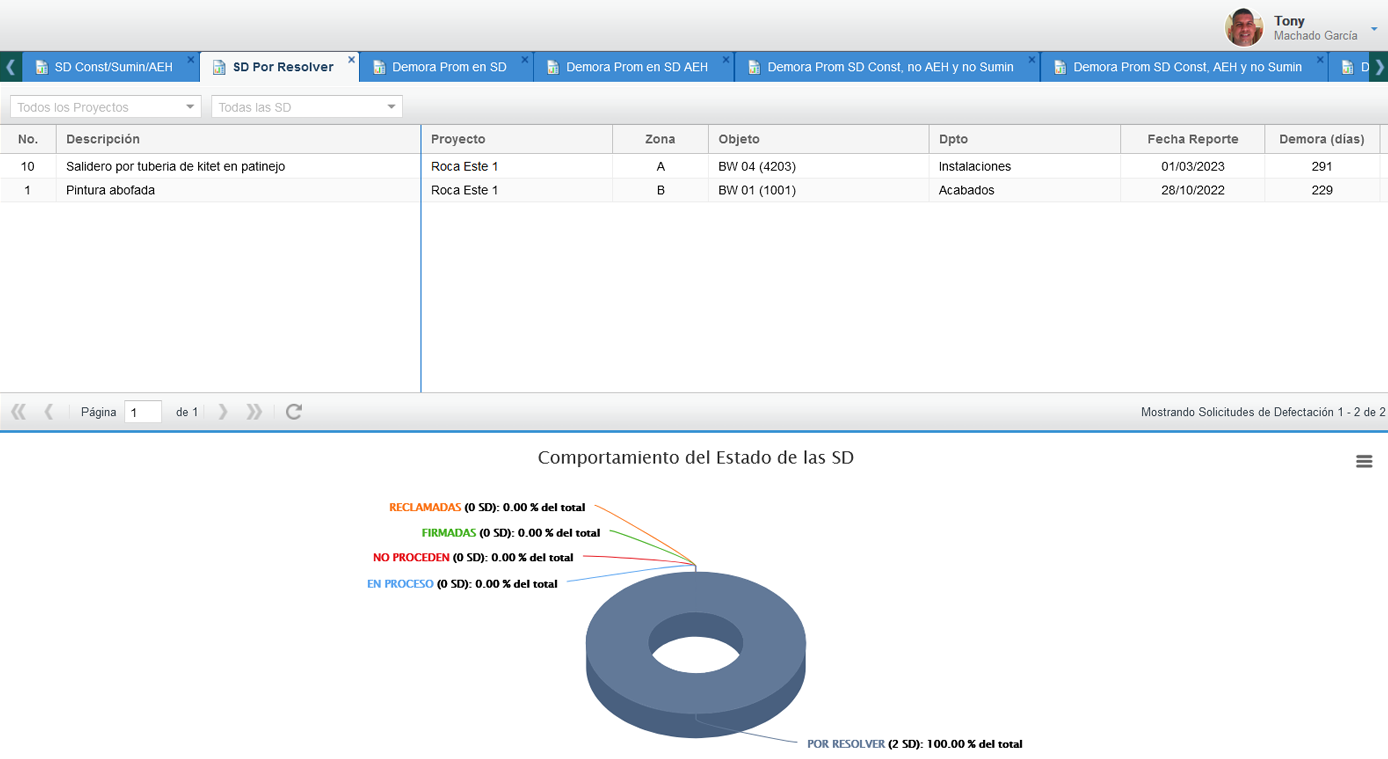 Tony
Machado García
SD Const/Sumin/AEH
SD Por Resolver
Demora Prom en SD
Demora Prom en SD AEH
Demora Prom SD Const, no AEH y no Sumin
Demora Prom SD Const, AEH y no Sumin
D
Todos los Proyectos
Todas las SD
No. Descripción Proyecto Zona Objeto Dpto Fecha Reporte Demora (días)
10 Salidero por tuberia de kitet en patinejo Roca Este 1 A BW 04 (4203) Instalaciones 01/03/2023 291
1 Pintura abofada Roca Este 1 B BW 01 (1001) Acabados 28/10/2022 229
Página 1 de 1
Mostrando Solicitudes de Defectación 1 - 2 de 2
Comportamiento del Estado de las SD
RECLAMADAS (0 SD): 0.00 % del total
FIRMADAS (0 SD): 0.00 % del total
NO PROCEDEN (0 SD): 0.00 % del total
EN PROCESO (0 SD): 0.00 % del total
POR RESOLVER (2 SD): 100.00 % del total